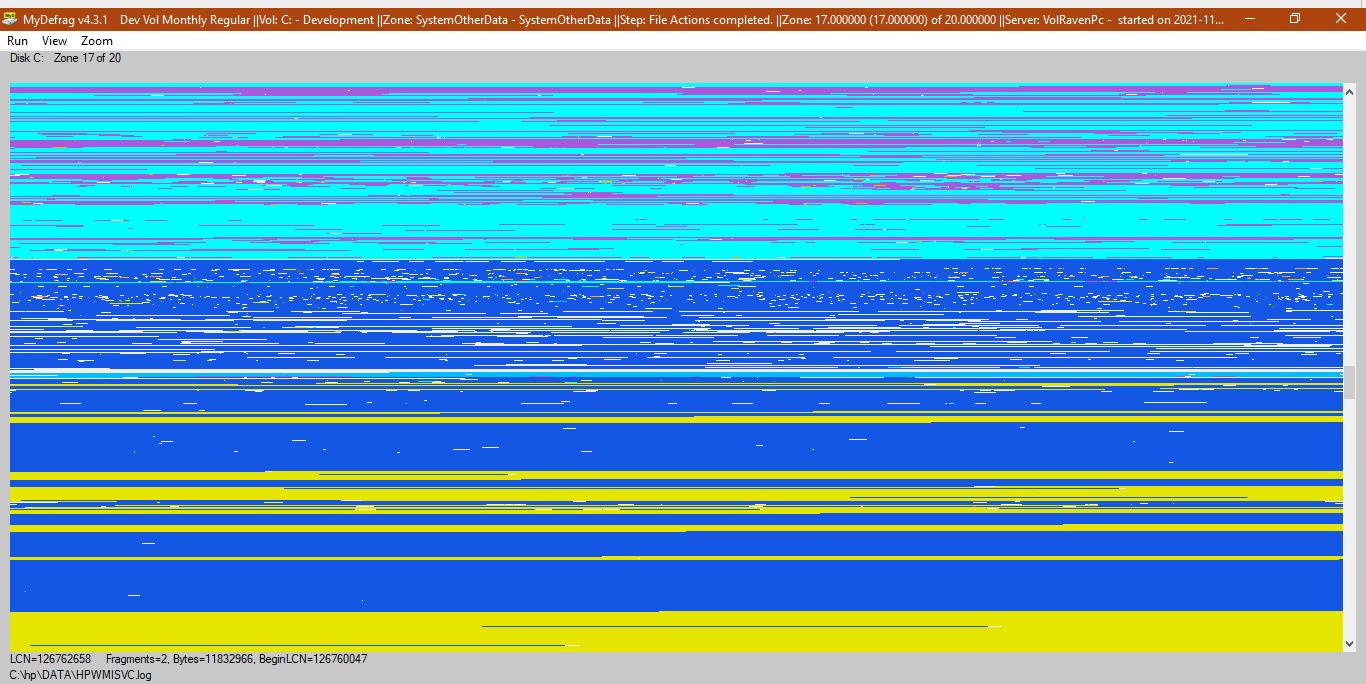 MyDefrag v4.3.1 Dev Vol Monthly Regular ||Vol: C: - Development ||Zone: SystemOtherData - SystemOtherData ||Step: File Actions completed. ||Zone: 17.000000 (17.000000) of 20.000000 ||Server: VolRavenPc - started on 2021-11...
Run View Zoom
Disk C: Zone 17 of 20
LCN=126762658 Fragments=2, Bytes=11832966, BeginLCN=126760047
C:\hp\DATA\HPWMISVC.log